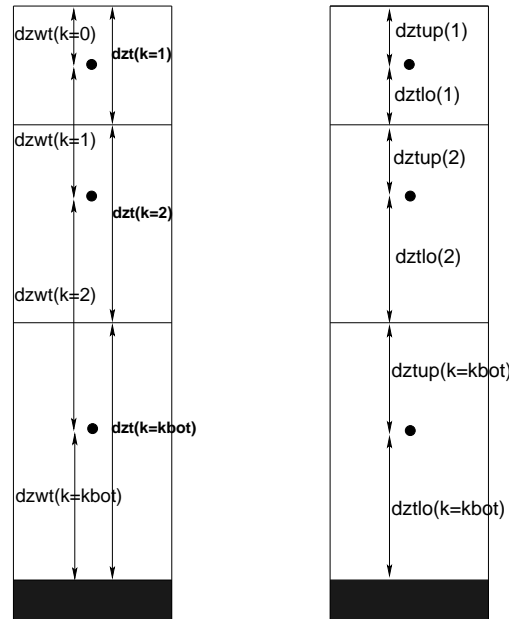 dzwt(k=0)
dzt(k=1)
dzwt(k=1)
dzt(k=2)
dzwt(k=2)
dzt(k=kbot)
dzwt(k=kbot)
dztup(1)
dztlo(1)
dztup(2)
dztlo(2)
dztup(k=kbot)
dztlo(k=kbot)